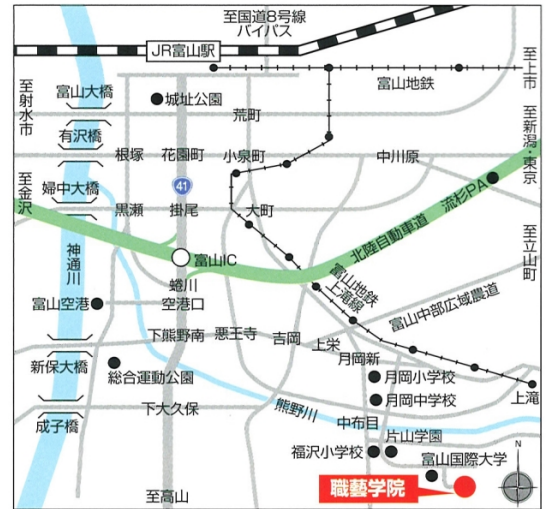 至国道8号線
バイパス
JR富山駅
至上市
富山地鉄
至射水市
富山大橋
城址公園
荒町
至新潟・東京
有沢橋
根塚
花園町
小泉町
中川原
至金沢
婦中大橋
41
流杉PA
黒瀬
掛尾
大町
北陸自動車道
神通川
富山IC
至立山町
蜷川
富山地鉄
上滝線
富山空港
空港口
富山中部広域農道
下熊野南
悪王寺
吉岡
上栄
新保大橋
月岡新
総合運動公園
月岡小学校
上滝
月岡中学校
下大久保
熊野川
成子橋
中布目
片山学園
福沢小学校
富山国際大学
N
職藝学院
至高山